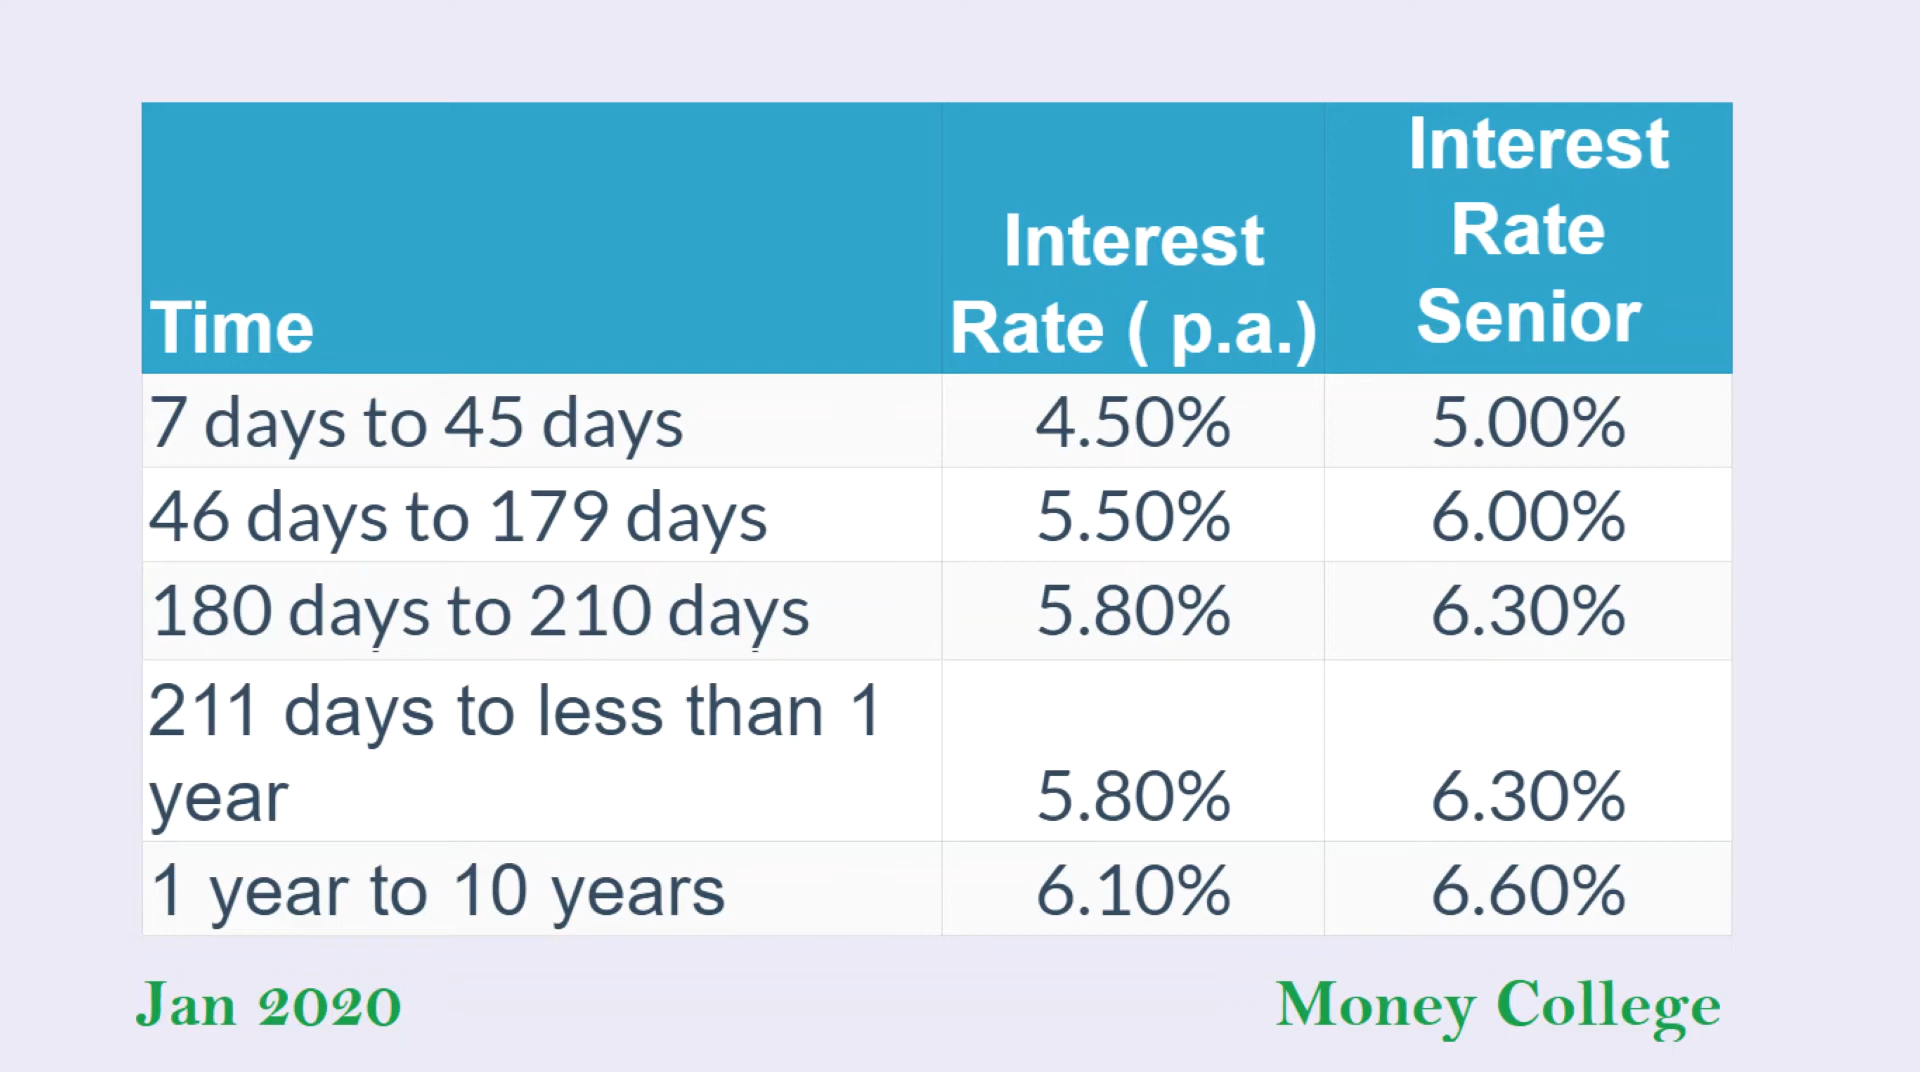 Time
Interest
Rate ( p.a.)
Interest
Rate
Senior
7 days to 45 days 4.50% 5.00%
46 days to 179 days 5.50% 6.00%
180 days to 210 days 5.80% 6.30%
211 days to less than 1
year 5.80% 6.30%
1 year to 10 years 6.10% 6.60%
Jan 2020 Money College